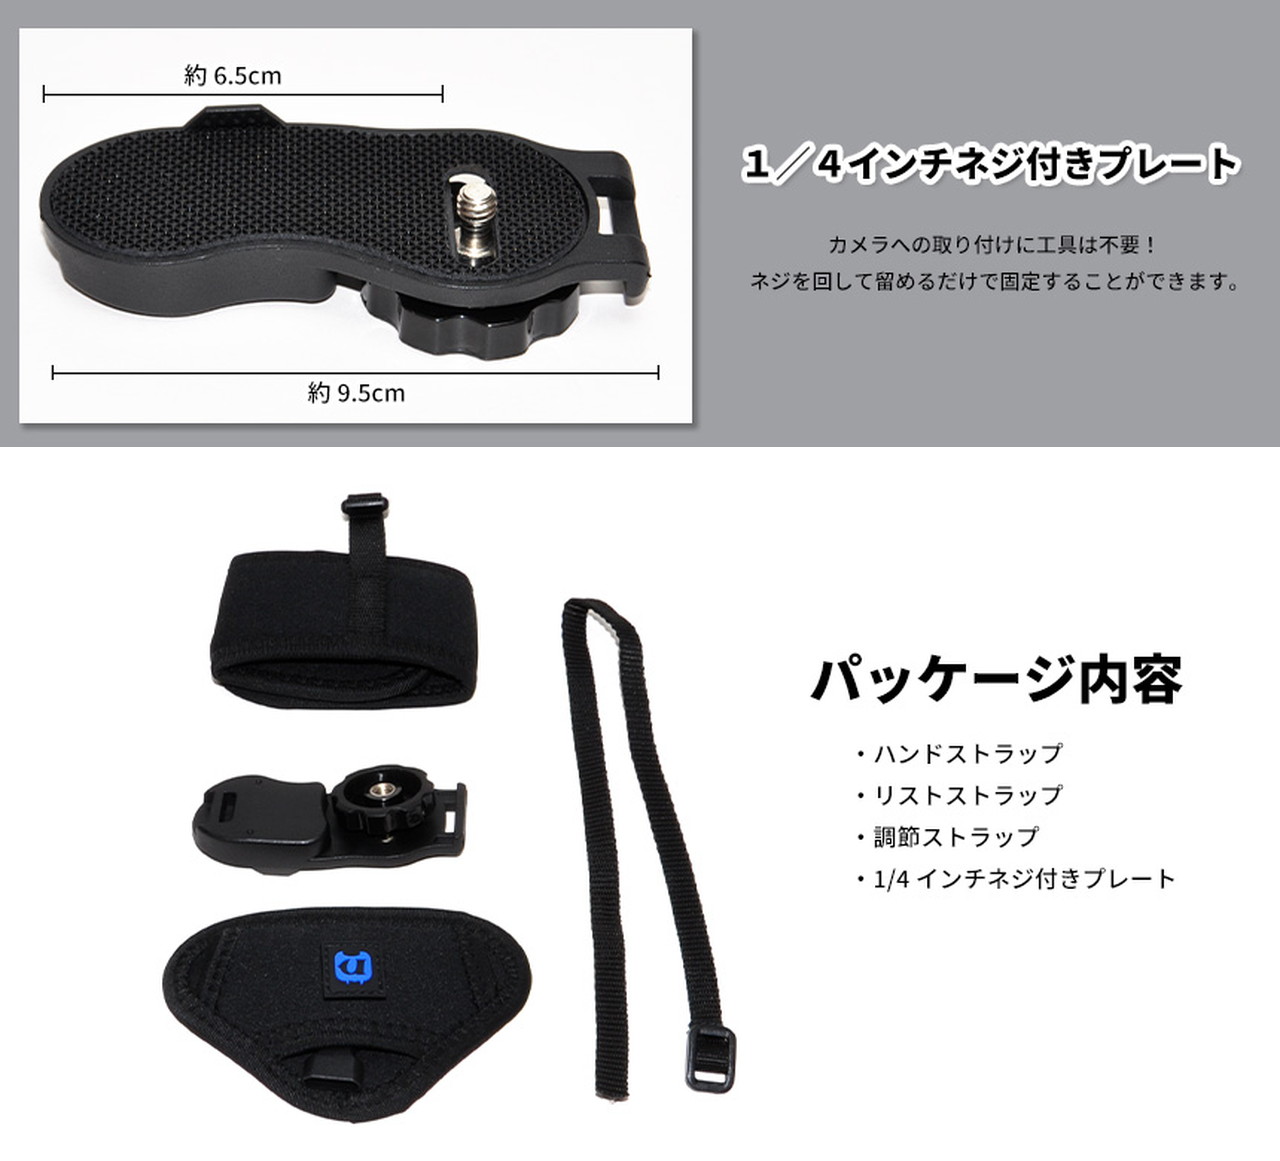 約 6.5cm
1／4インチネジ付きプレート
カメラへの取り付けに工具は不要！
ネジを回して留めるだけで固定することができます。
約 9.5cm
パッケージ内容
・ハンドストラップ
・リストストラップ
・調節ストラップ
・1/4 インチネジ付きプレート